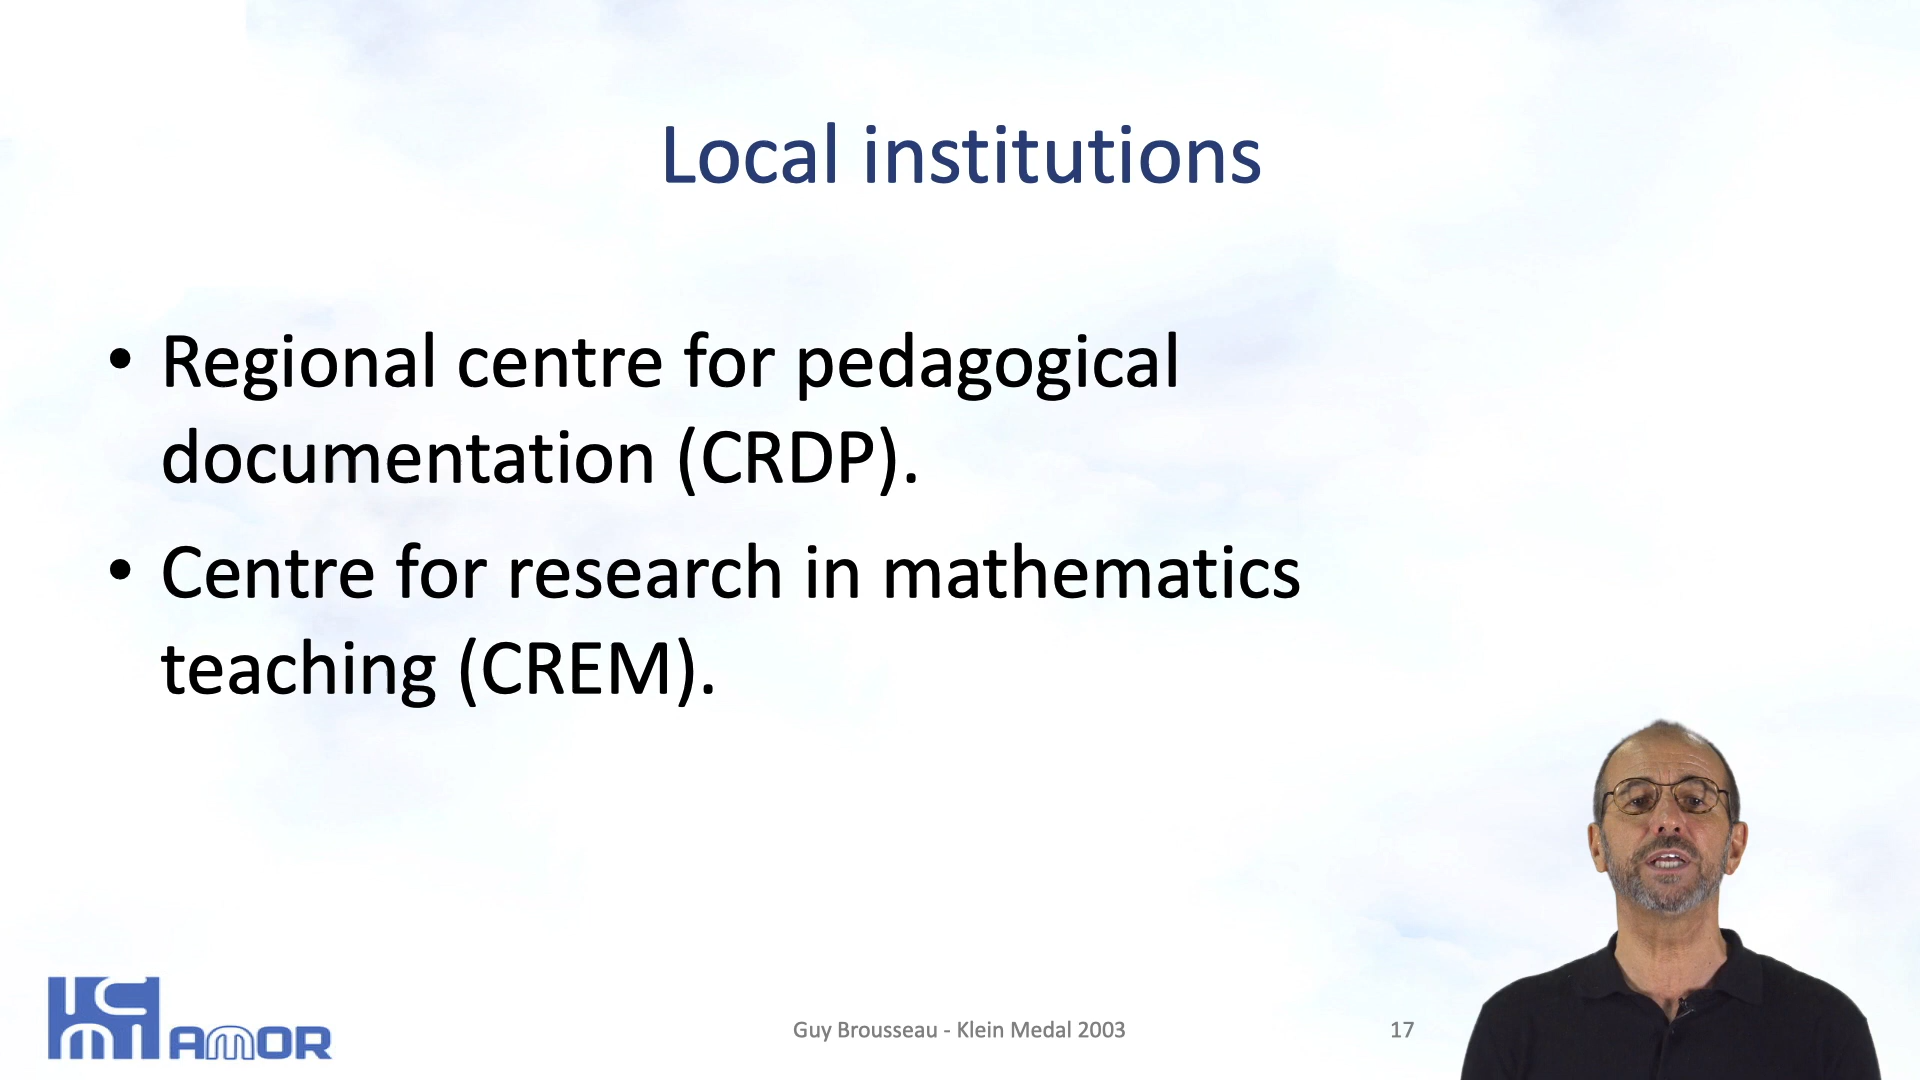 Local institutions
• Regional centre for pedagogical
documentation (CRDP).
• Centre for research in mathematics
teaching (CREM).
ICMI AMOR
Guy Brousseau - Klein Medal 2003
17